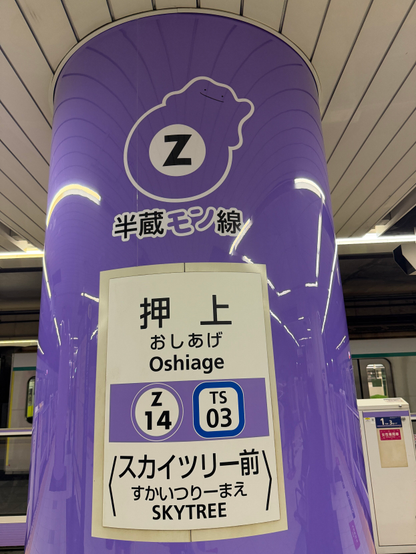 Z
半蔵モン線
押上
おしあげ
Oshiage
Z
14
TS
03
〈スカイツリー前〉
すかいつりーまえ
SKYTREE